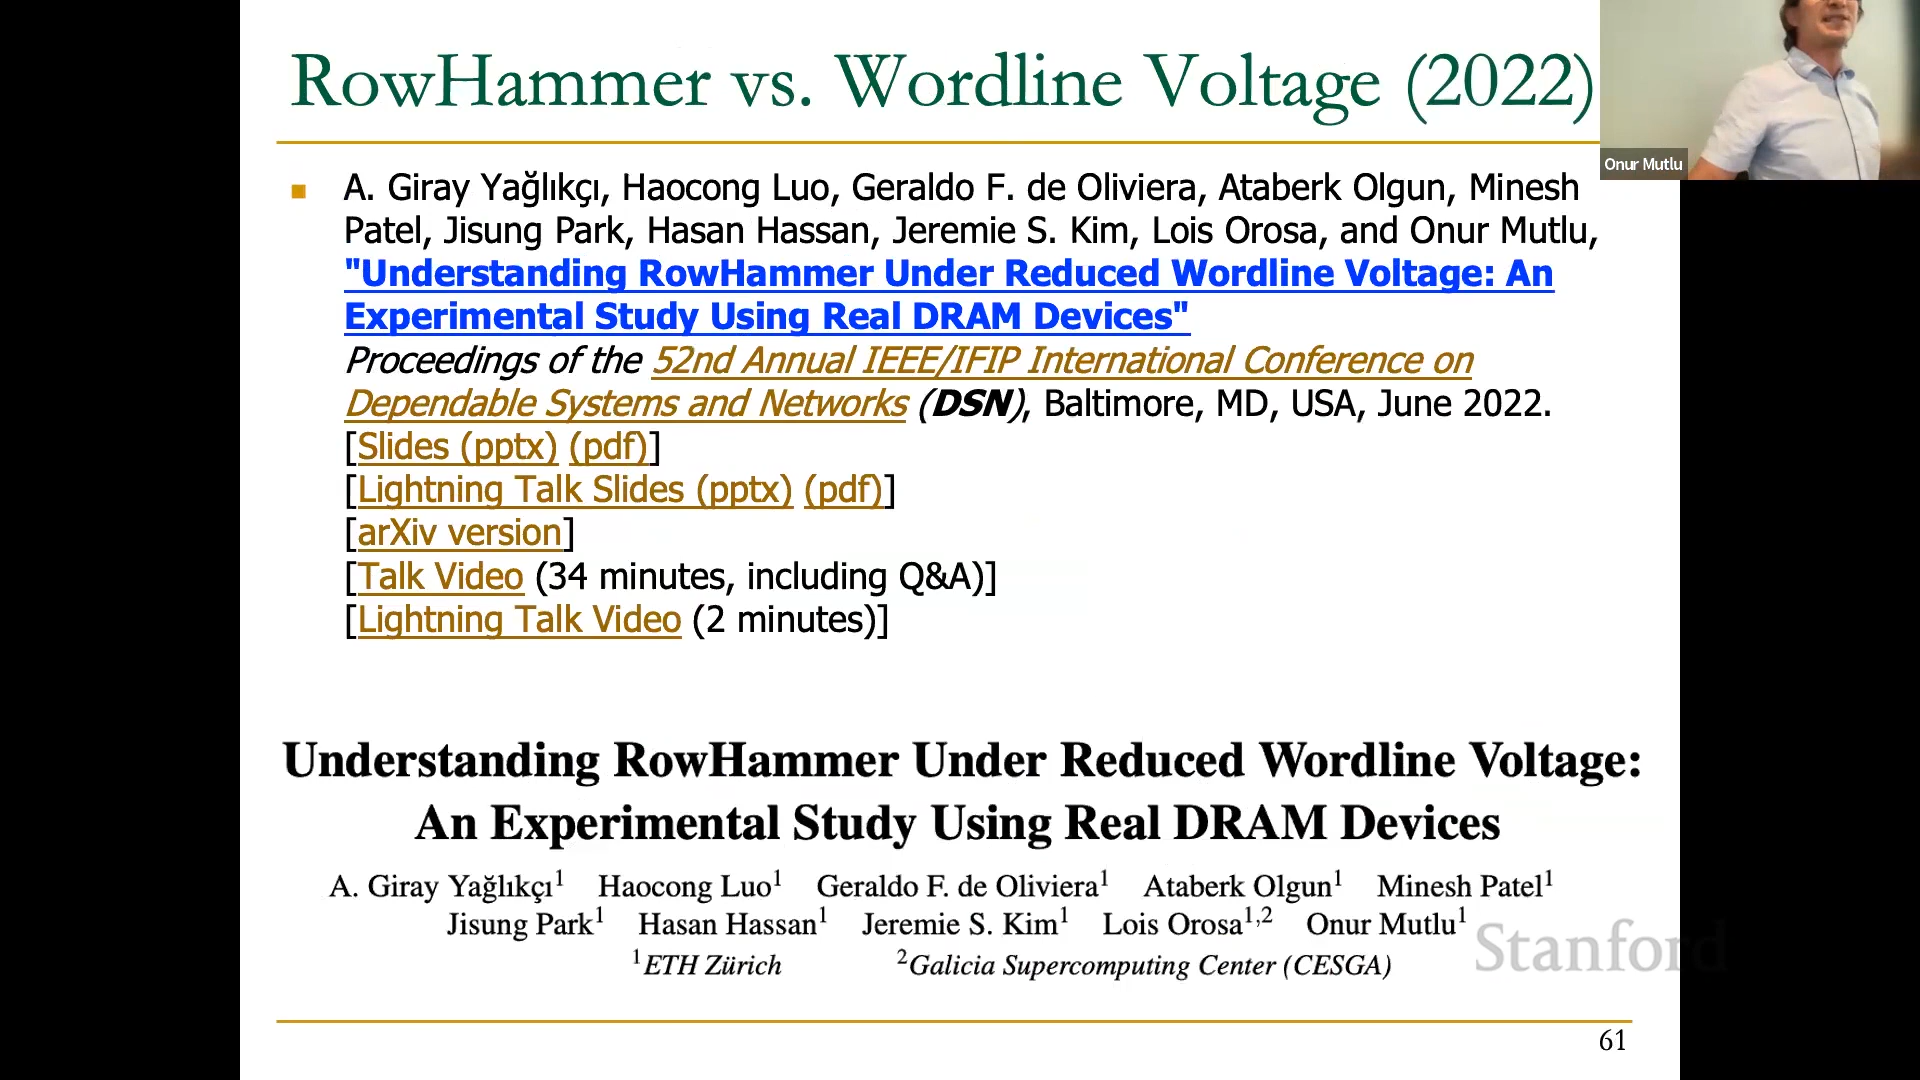 RowHammer vs. Wordline Voltage (2022)
Onur Mutlu
A. Giray Yağlıkçı, Haocong Luo, Geraldo F. de Oliviera, Ataberk Olgun, Minesh
Patel, Jisung Park, Hasan Hassan, Jeremie S. Kim, Lois Orosa, and Onur Mutlu,
"Understanding RowHammer Under Reduced Wordline Voltage: An
Experimental Study Using Real DRAM Devices"
Proceedings of the 52nd Annual IEEE/IFIP International Conference on
Dependable Systems and Networks (DSN), Baltimore, MD, USA, June 2022.
[Slides (pptx) (pdf)]
[Lightning Talk Slides (pptx) (pdf)]
[arXiv version]
[Talk Video (34 minutes, including Q&A)]
[Lightning Talk Video (2 minutes)]
Understanding RowHammer Under Reduced Wordline Voltage:
An Experimental Study Using Real DRAM Devices
A. Giray Yağlıkçı¹ Haocong Luo¹ Geraldo F. de Oliviera¹ Ataberk Olgun¹ Minesh Patel¹
Jisung Park¹ Hasan Hassan¹ Jeremie S. Kim¹ Lois Orosa¹,² Onur Mutlu¹
¹ETH Zürich ²Galicia Supercomputing Center (CESGA)
Stanford
61